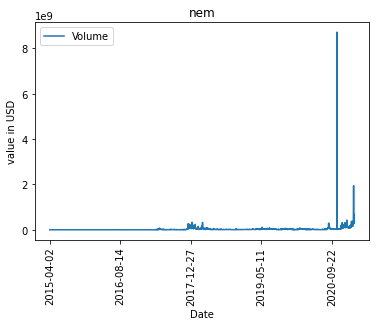 nem
1e9
Volume
value in USD
8
6
4
2
0
2015-04-02
2016-08-14
2017-12-27
2019-05-11
2020-09-22
Date